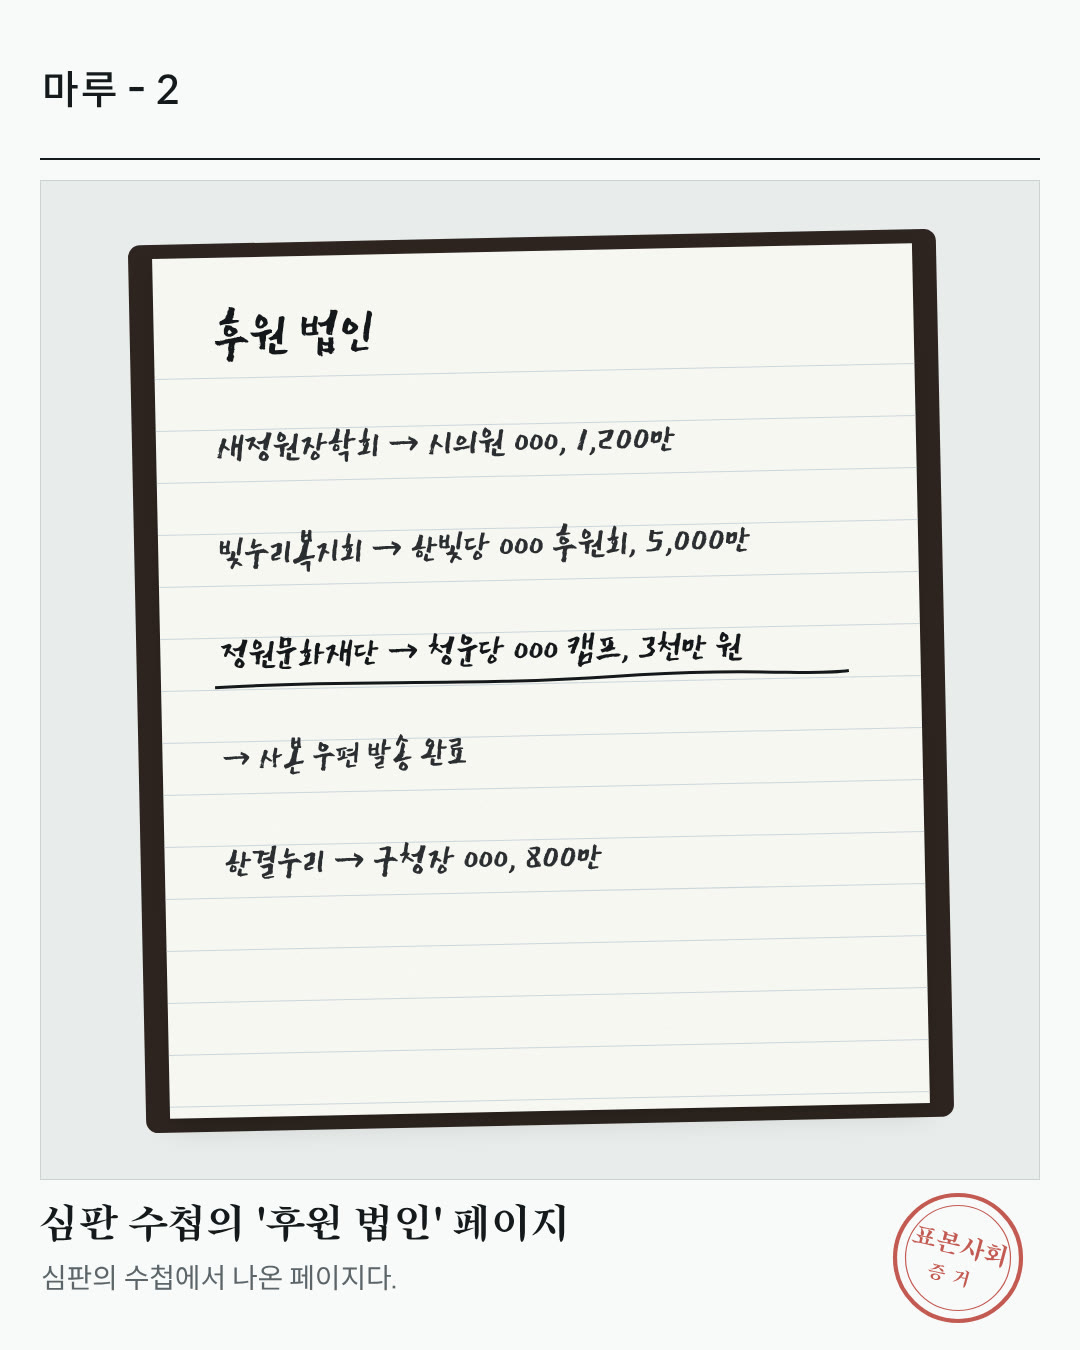 마루 - 2
후원 법인
새정원장학회 → 시의원 ooo, 1,200만
빛누리복지회 → 한빛당 ooo 후원회, 5,000만
정원문화재단 → 청운당 ooo 캠프, 3천만 원
→ 사본 우편 발송 완료
한결누리 → 구청장 ooo, 800만
심판 수첩의 '후원 법인' 페이지
심판의 수첩에서 나온 페이지다.
표본사회
증거